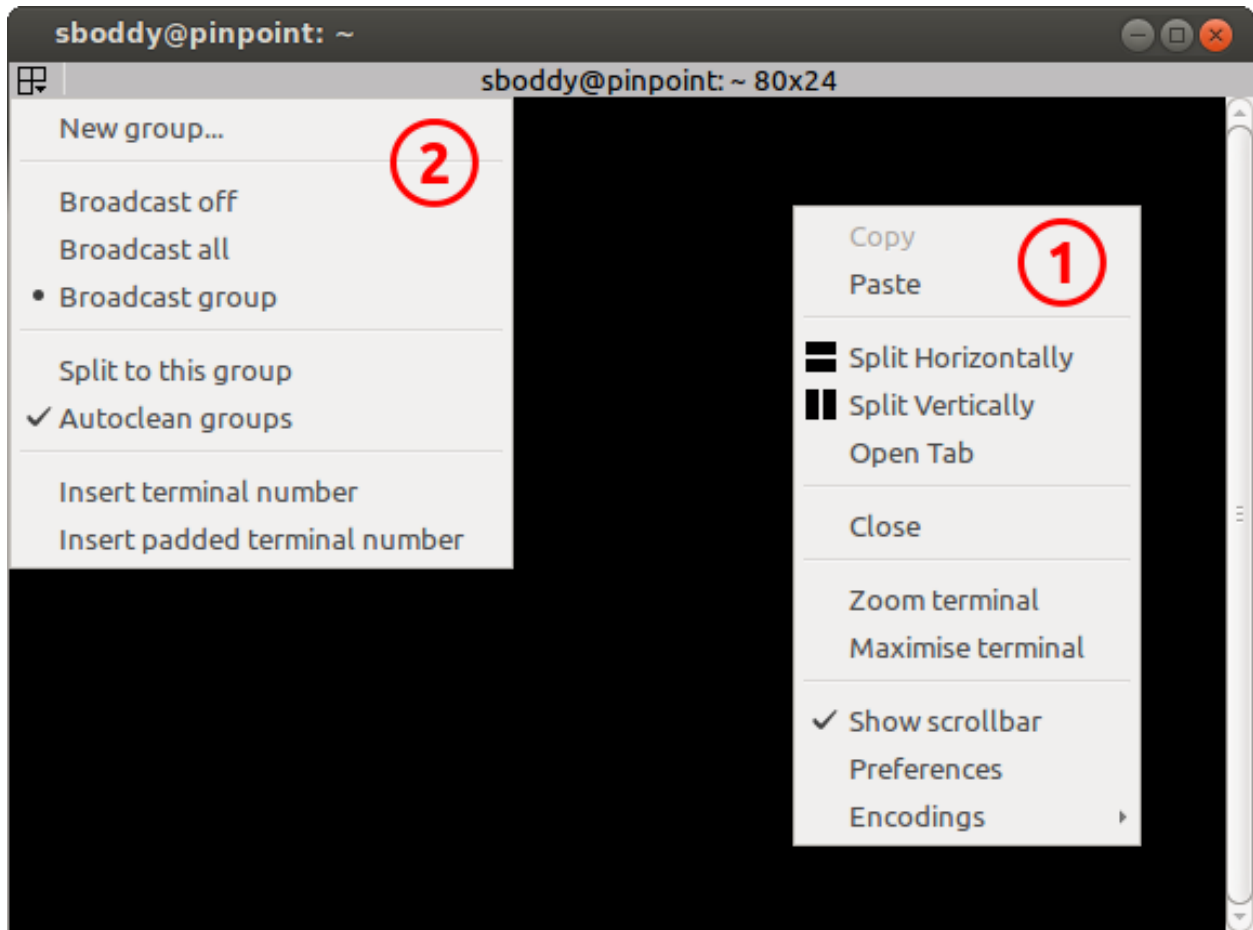 sboddy@pinpoint: ~
sboddy@pinpoint: ~ 80x24
New group...
2
Broadcast off
Broadcast all
Broadcast group
Split to this group
Autoclean groups
Insert terminal number
Insert padded terminal number
Copy
1
Paste
Split Horizontally
Split Vertically
Open Tab
Close
Zoom terminal
Maximise terminal
Show scrollbar
Preferences
Encodings